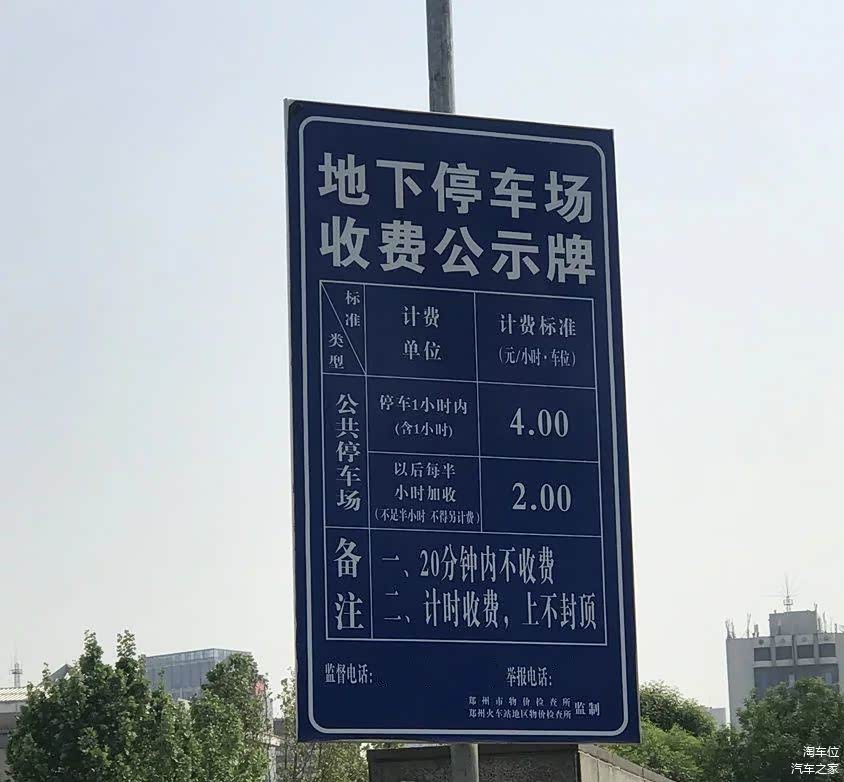 地下停车场
收费公示牌
标准
类型
计费
单位
计费标准
(元/小时·车位)
公共停车场
停车1小时内
(含1小时)
4.00
以后每半
小时加收
(不是半小时 不得另计费)
2.00
备注
一、20分钟内不收费
二、计时收费，上不封顶
监督电话：
举报电话：
郑州市物价检查所
郑州火车站地区物价检查所
监制
淘车位
汽车之家